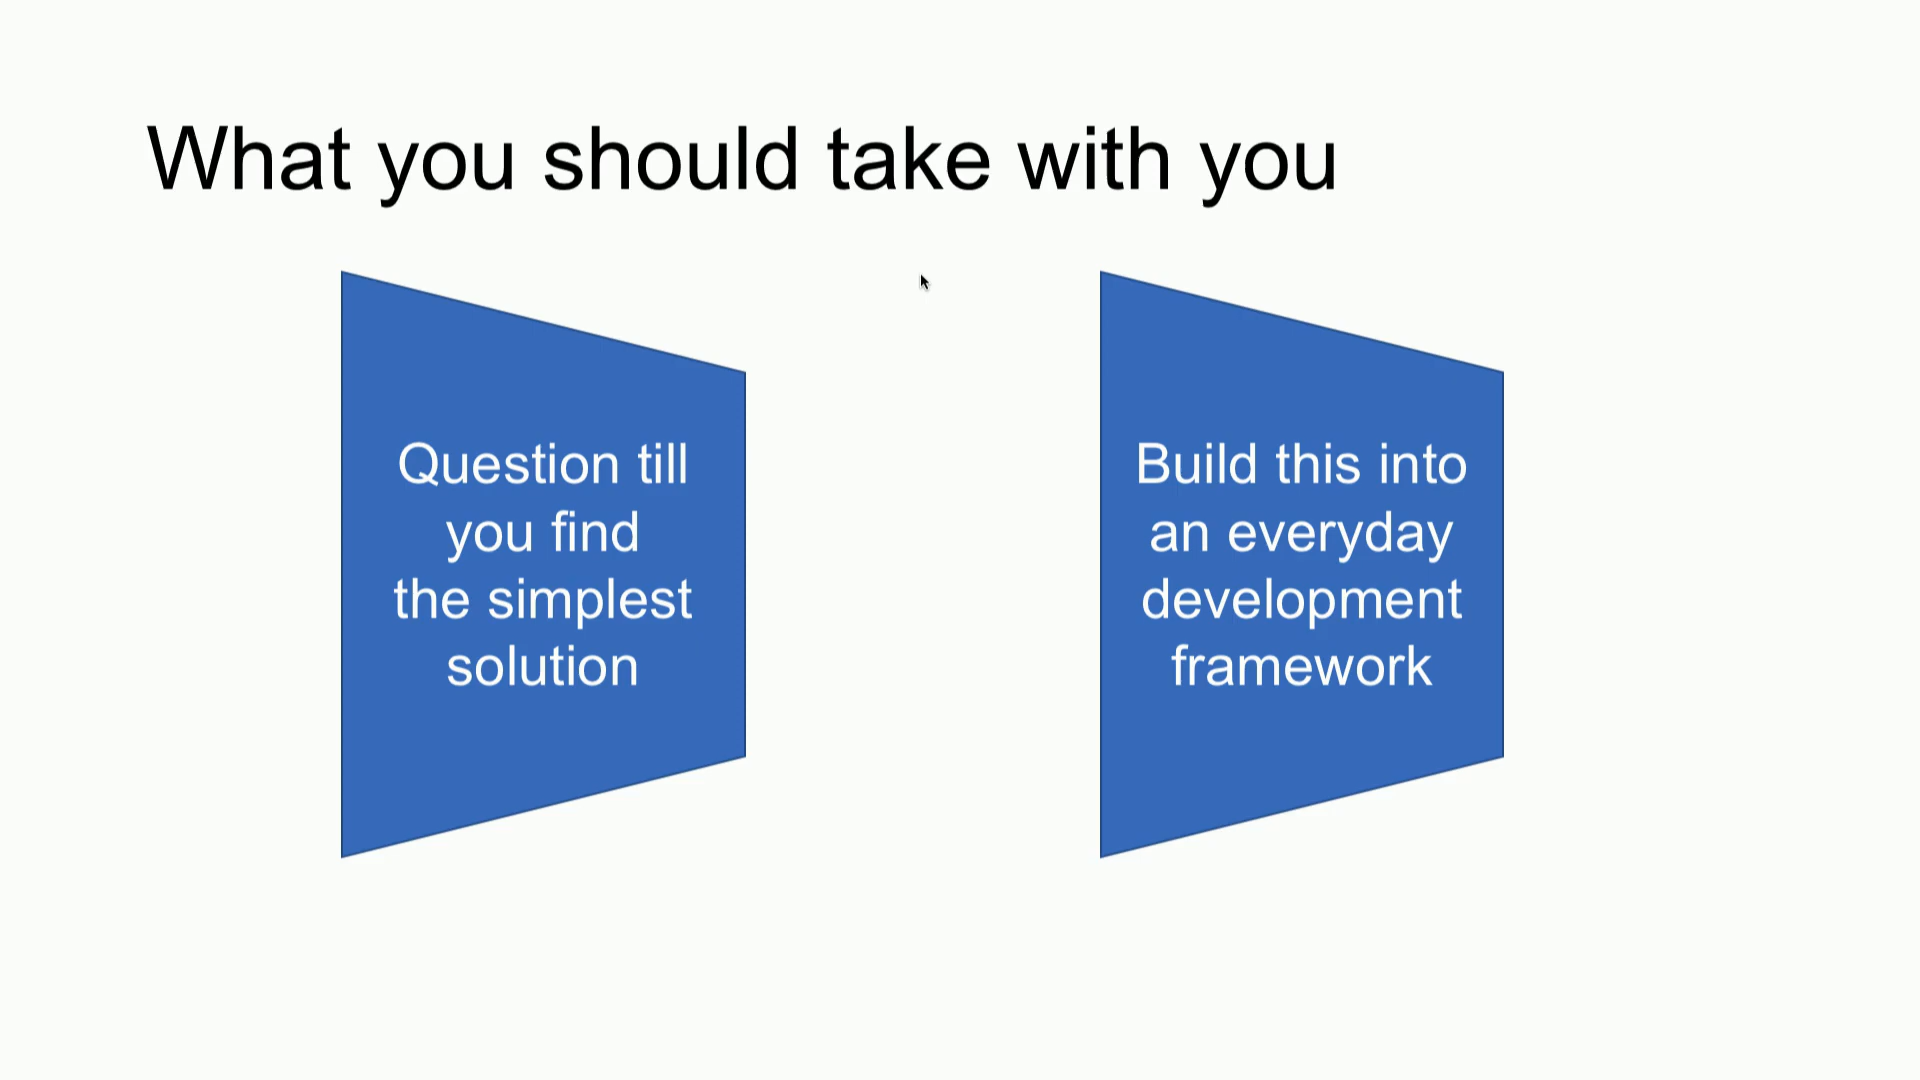 What you should take with you
Question till
you find
the simplest
solution
Build this into
an everyday
development
framework